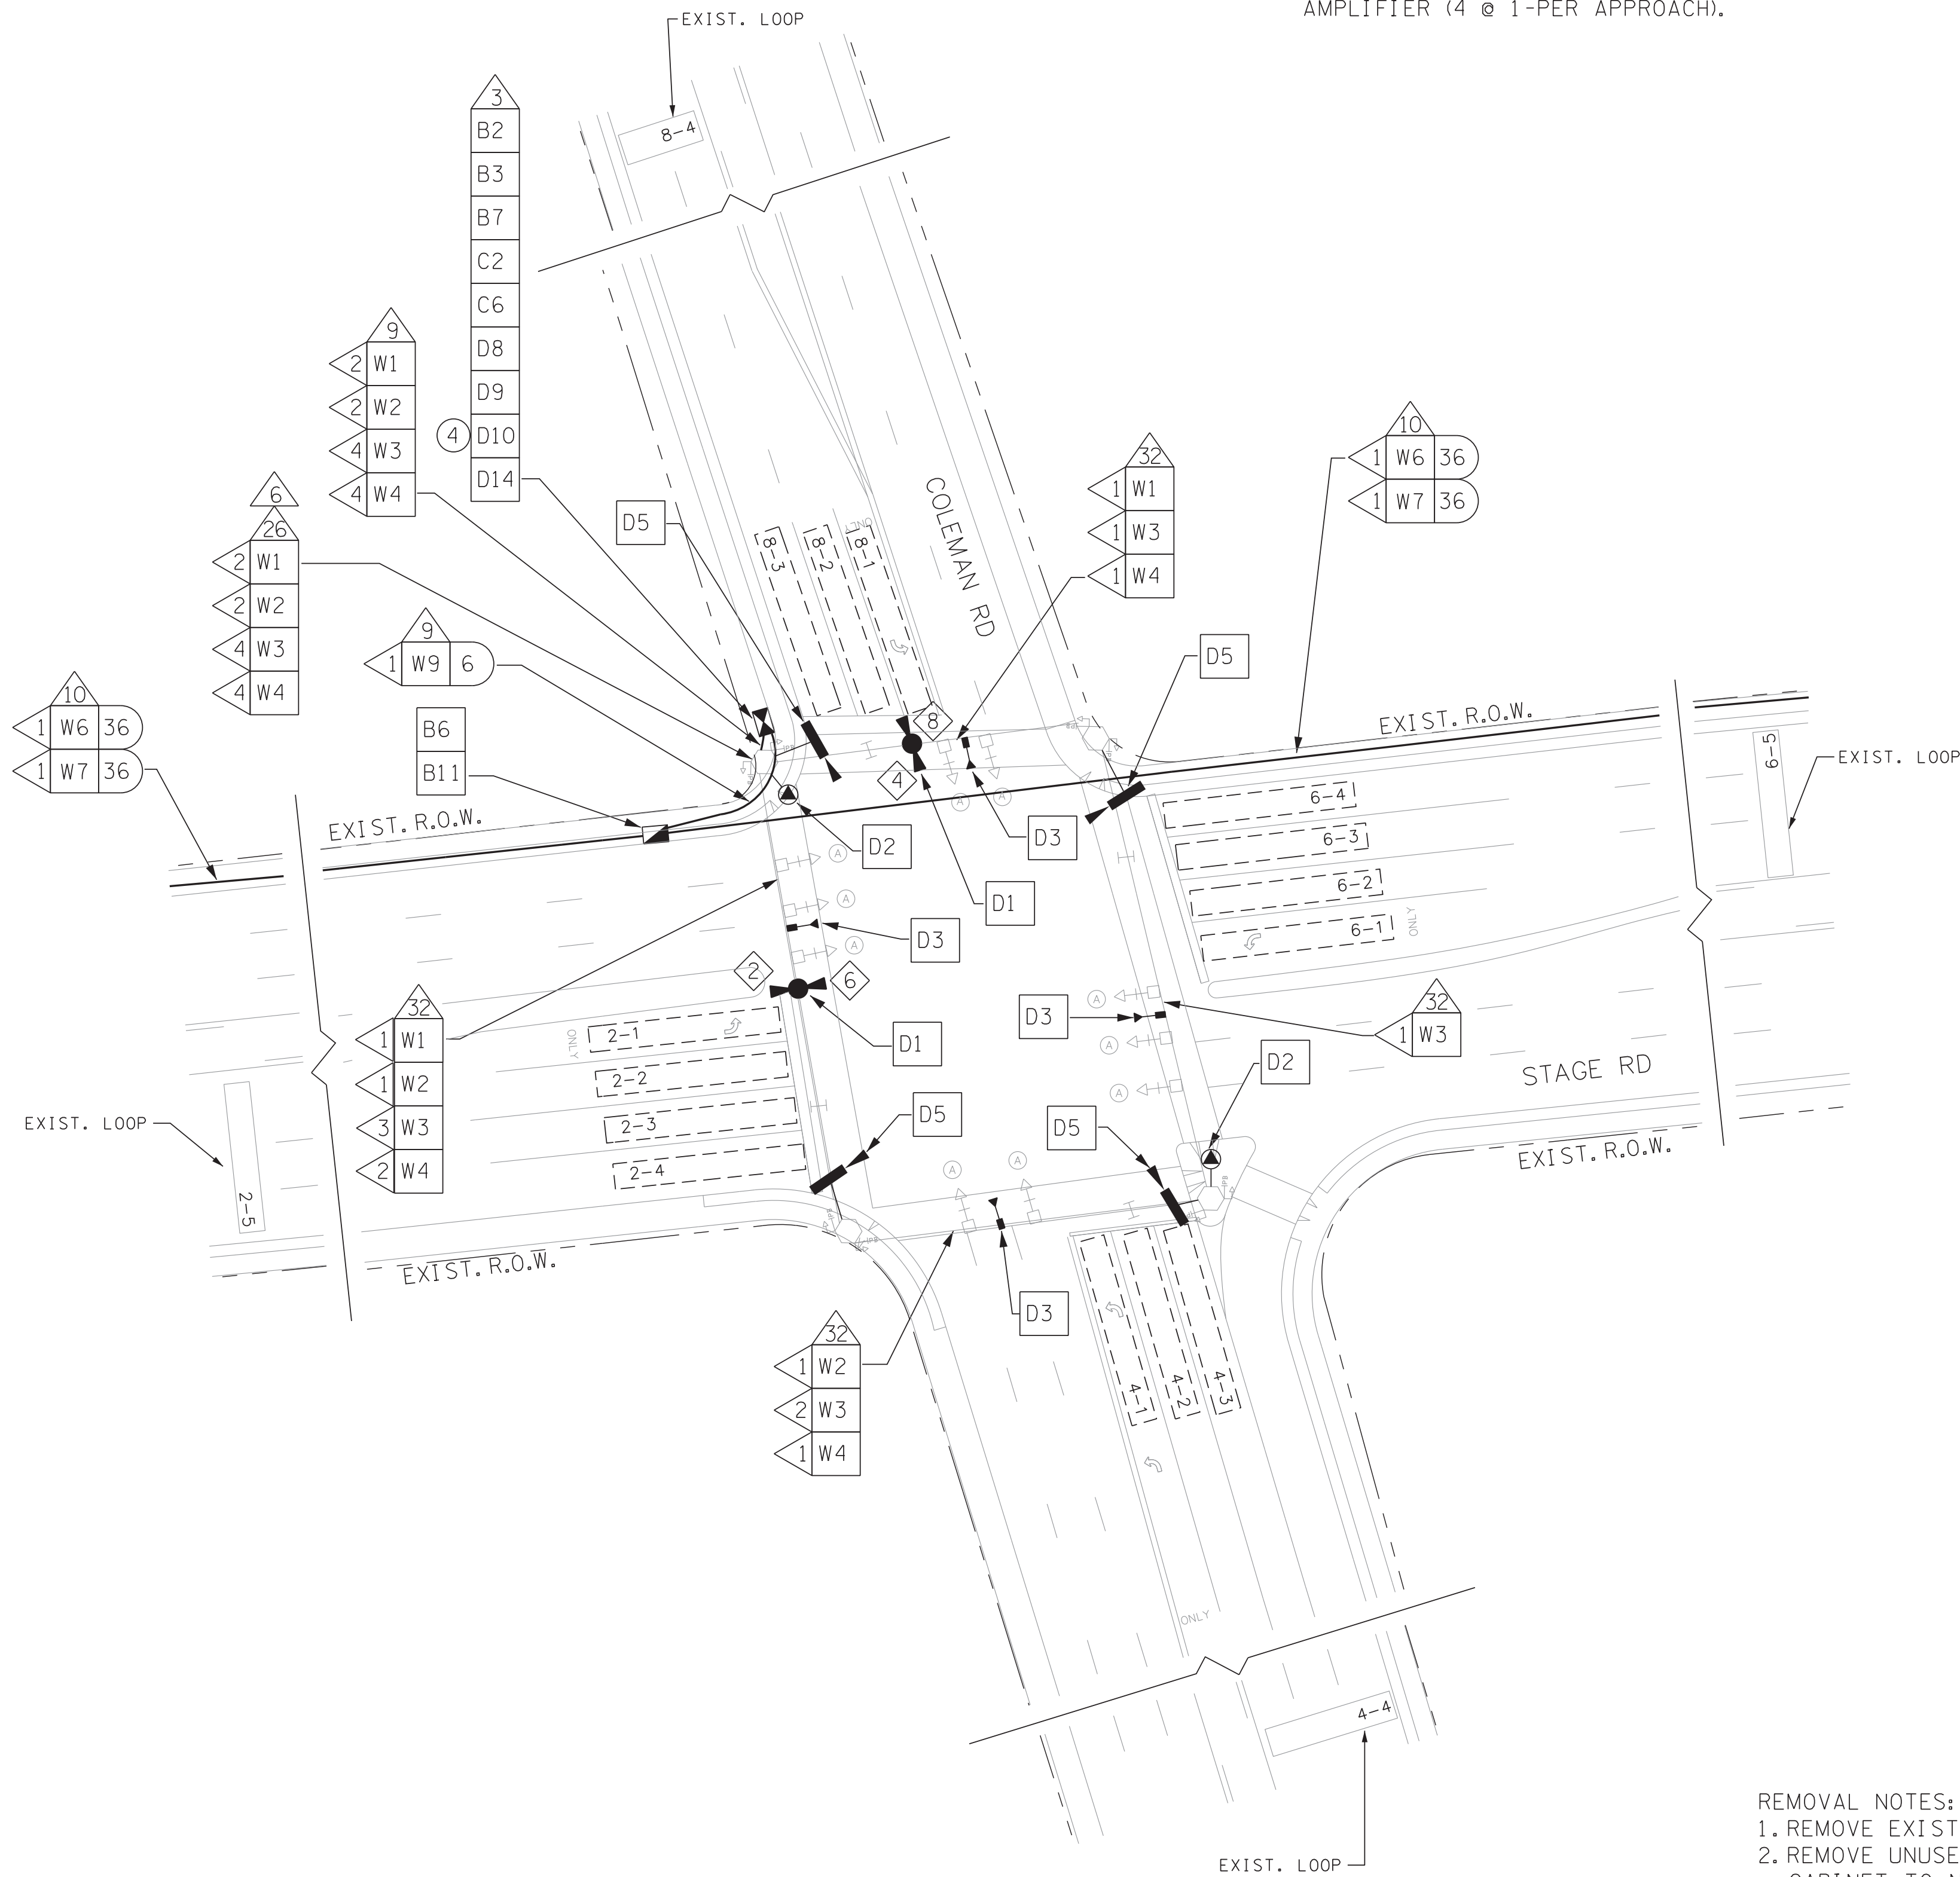 AMPLIFIER (4 @ 1-PER APPROACH).
EXIST. LOOP
8-4
3
B2
B3
B7
C2
C6
D8
D9
4 D10
D14
9
2 W1
2 W2
4 W3
4 W4
6
26
2 W1
2 W2
4 W3
4 W4
9
1 W9 6
10
1 W6 36
1 W7 36
B6
B11
D5
8-3
8-2
8-1
ONLY
COLEMAN RD
32
1 W1
1 W3
1 W4
10
1 W6 36
1 W7 36
D5
8
4
EXIST. R.O.W.
EXIST. R.O.W.
6-5
EXIST. LOOP
A
A
D3
D2
D1
A
A
A
D3
6-4
6-3
6-2
6-1
ONLY
2
6
D1
32
1 W1
1 W2
3 W3
2 W4
ONLY
2-1
2-2
2-3
2-4
D5
EXIST. LOOP
2-5
A
D3
A
A
32
1 W3
D2
STAGE RD
D5
EXIST. R.O.W.
A
A
D3
EXIST. R.O.W.
32
1 W2
2 W3
1 W4
4-1
4-2
4-3
ONLY
4-4
EXIST. LOOP
REMOVAL NOTES:
1. REMOVE EXIST
2. REMOVE UNUSE